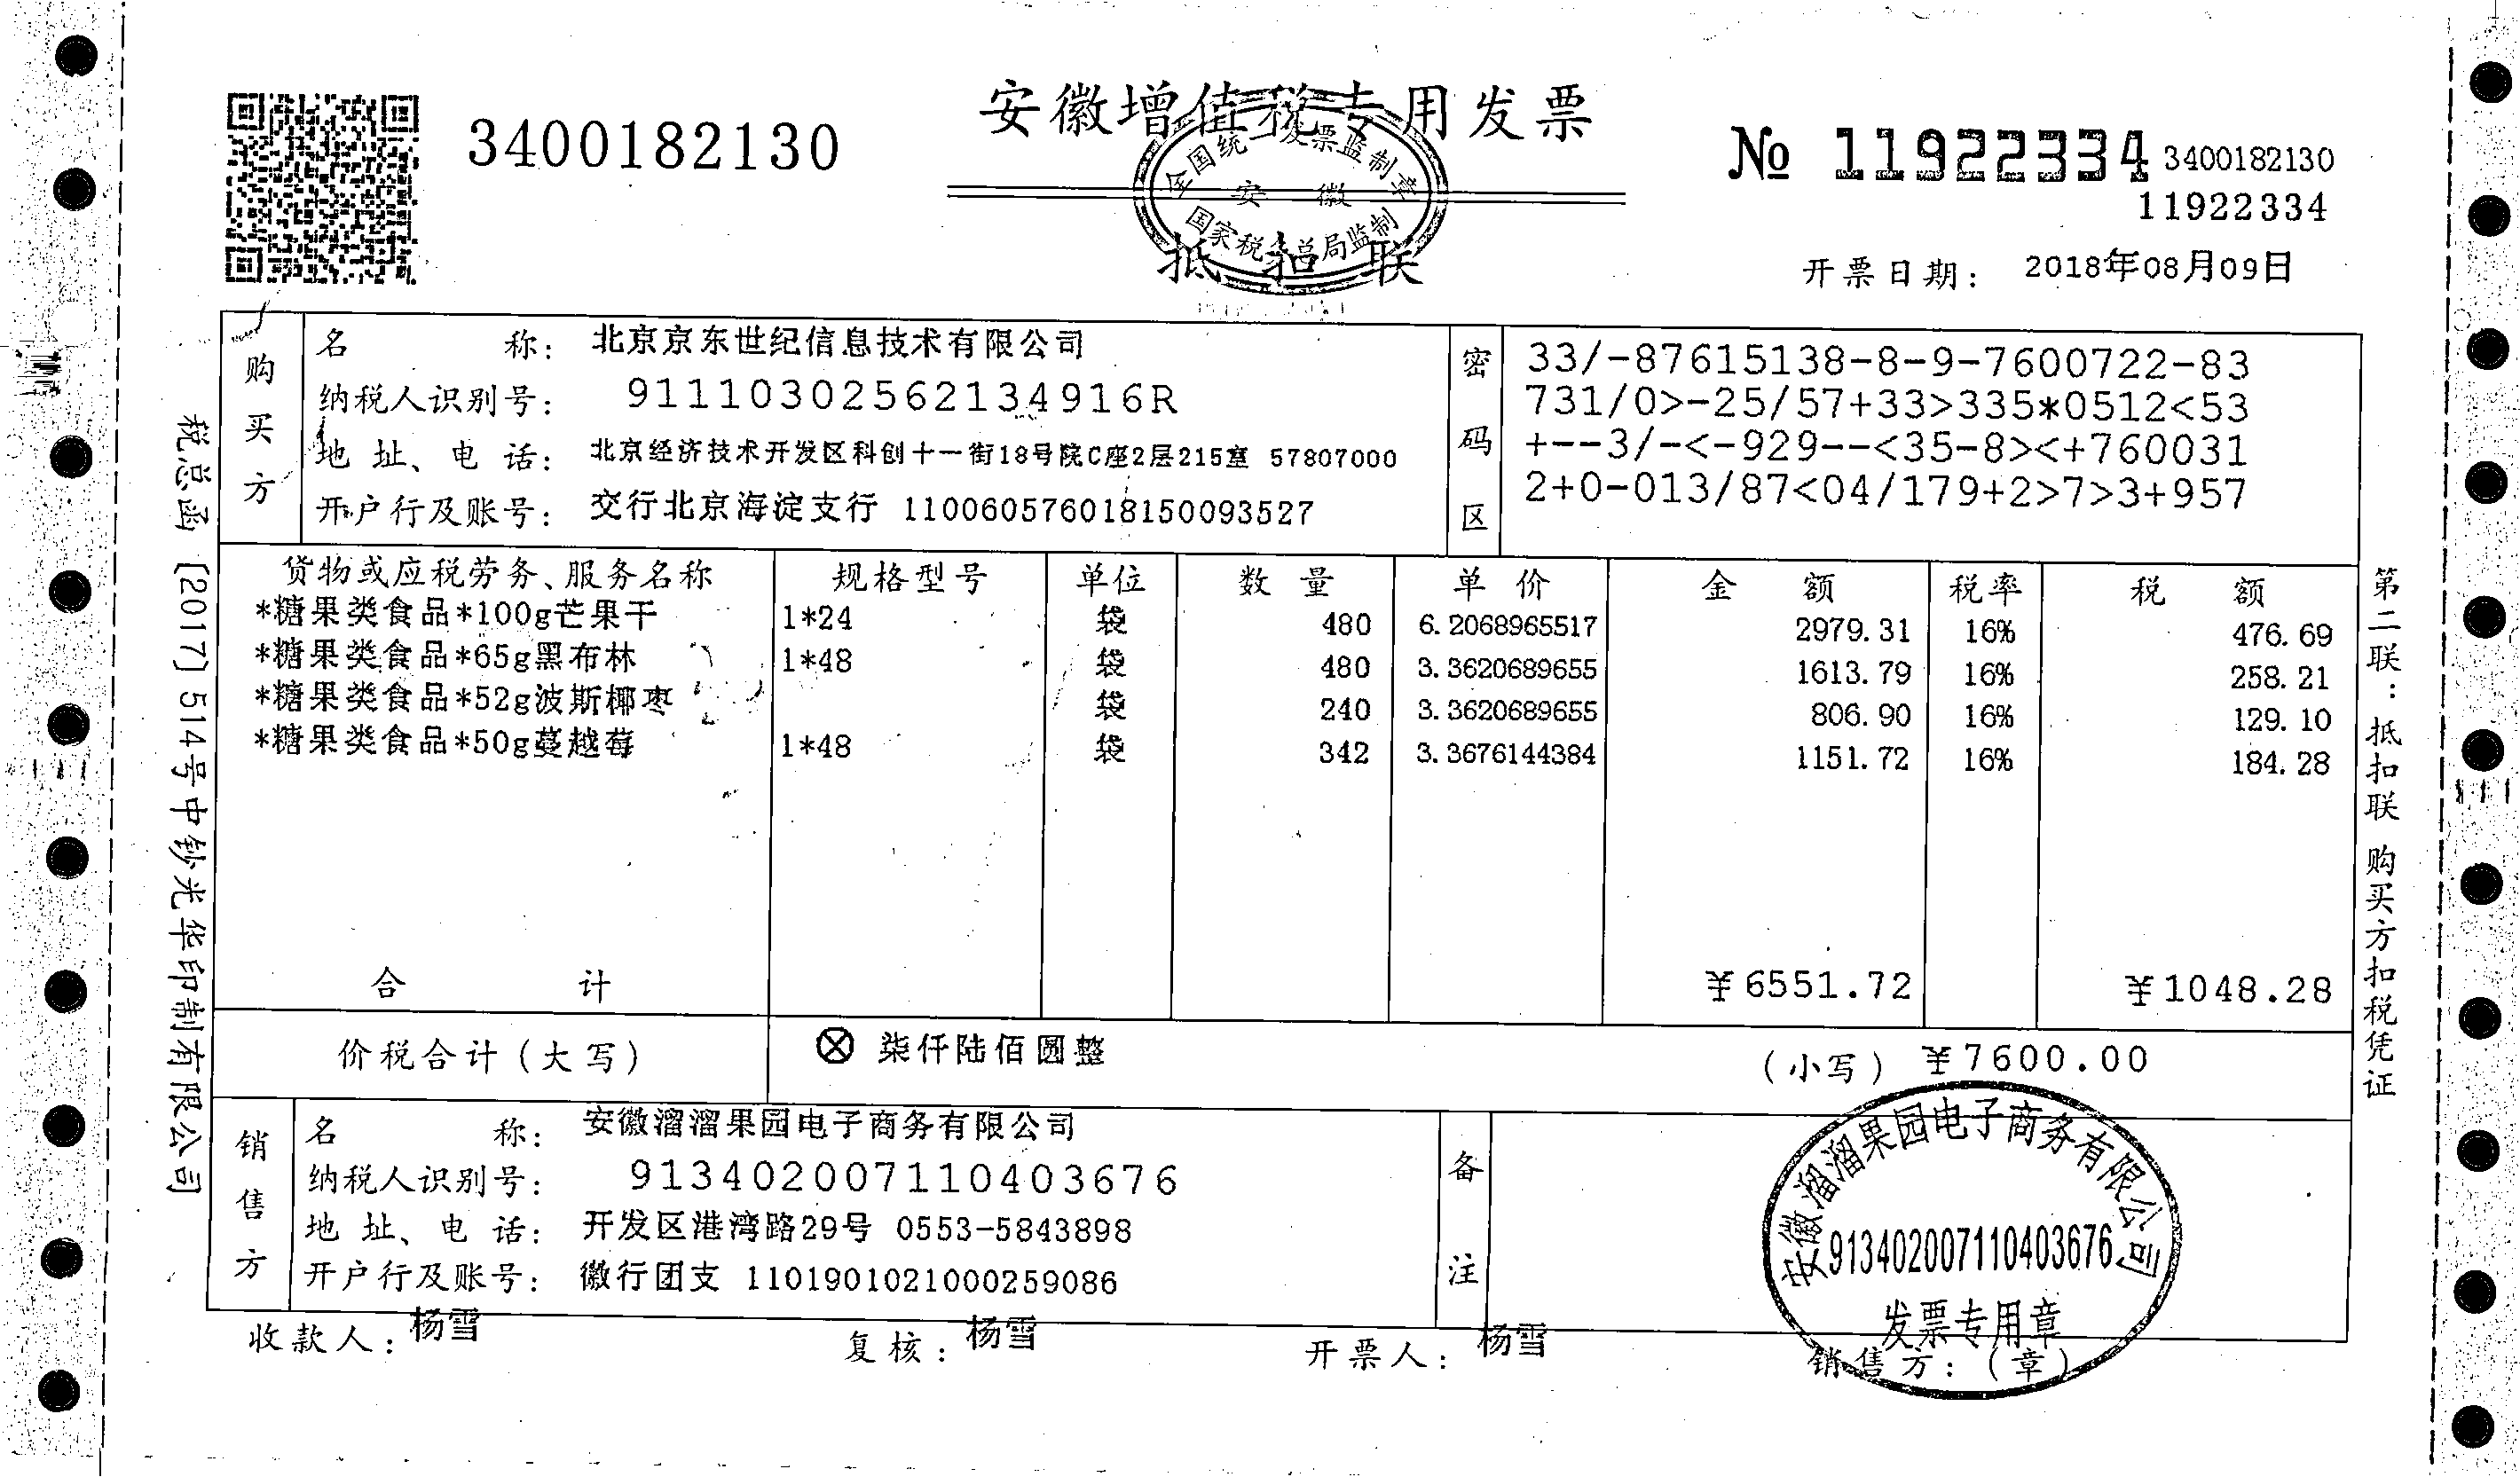 安徽增值税专用发票
3400182130
№ 11922334
3400182130
11922334
全国统一发票监制章
安徽
国家税务总局监制
抵扣联
开票日期: 2018年08月09日
购买方
名称: 北京京东世纪信息技术有限公司
纳税人识别号: 91110302562134916R
地址、电话: 北京经济技术开发区科创十一街18号院C座2层215室 57807000
开户行及账号: 交行北京海淀支行 110060576018150093527
密码区
33/-87615138-8-9-7600722-83
731/0>-25/57+33>335*0512<53
+--3/-<-929--<35-8><+760031
2+0-013/87<04/179+2>7>3+957
货物或应税劳务、服务名称 规格型号 单位 数量 单价 金额 税率 税额
*糖果类食品*100g芒果干 1*24 袋 480 6.2068965517 2979.31 16% 476.69
*糖果类食品*65g黑布林 1*48 袋 480 3.3620689655 1613.79 16% 258.21
*糖果类食品*52g波斯椰枣 袋 240 3.3620689655 806.90 16% 129.10
*糖果类食品*50g蔓越莓 1*48 袋 342 3.3676144384 1151.72 16% 184.28
合计 ¥6551.72 ¥1048.28
价税合计(大写) ⊗柒仟陆佰圆整 (小写) ¥7600.00
销售方
名称: 安徽溜溜果园电子商务有限公司
纳税人识别号: 913402007110403676
地址、电话: 开发区港湾路29号 0553-5843898
开户行及账号: 徽行团支 1101901021000259086
备注
安徽溜溜果园电子商务有限公司
913402007110403676
发票专用章
收款人: 杨雪 复核: 杨雪 开票人: 杨雪 销售方:(章)
税总函〔2017〕514号中钞光华印制有限公司
第二联:抵扣联 购买方扣税凭证